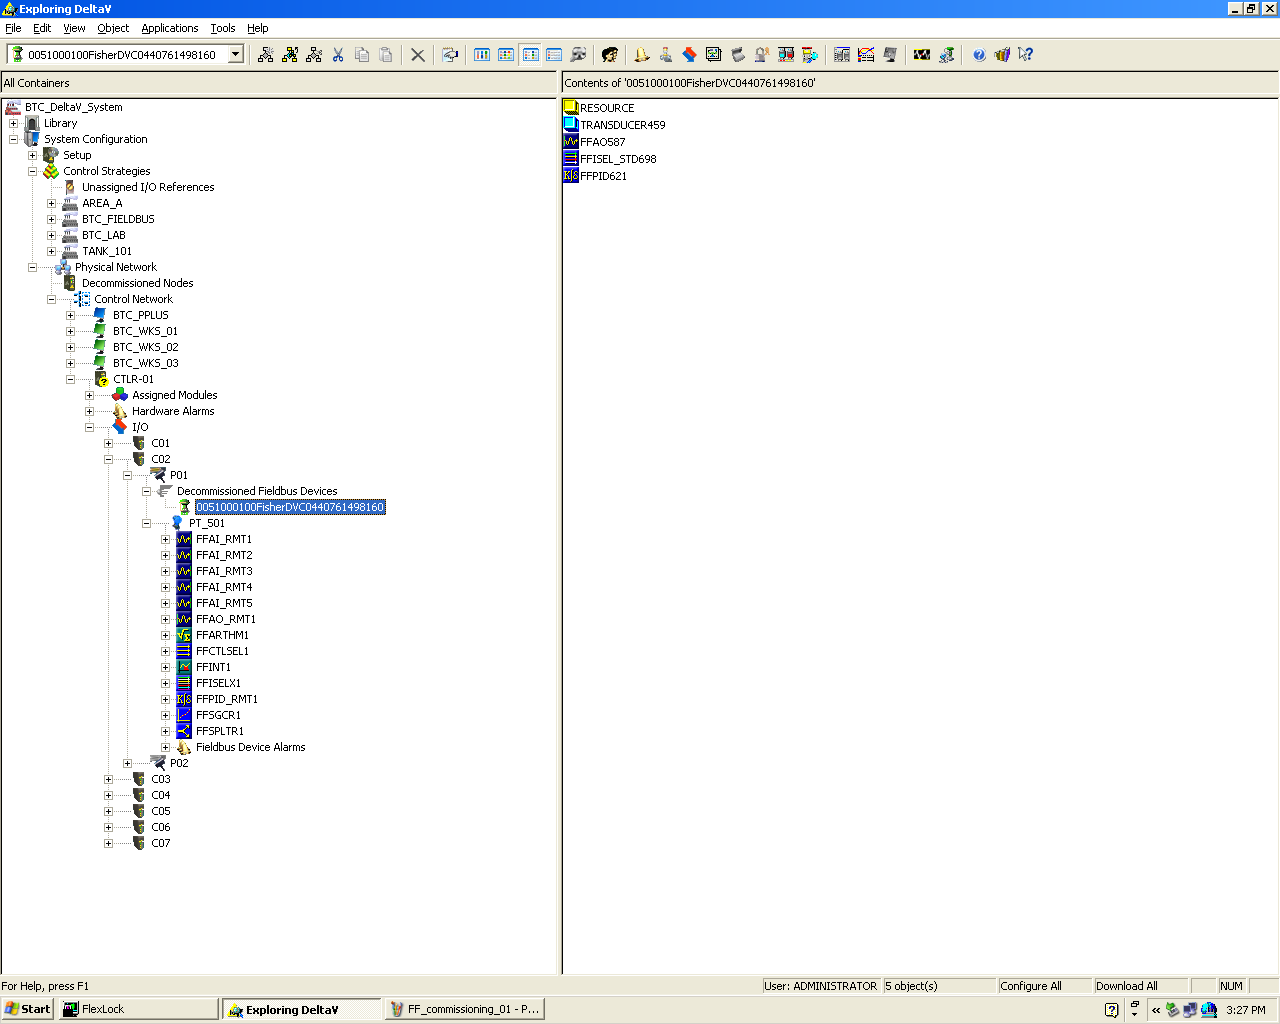 Exploring DeltaV
File Edit View Object Applications Tools Help
0051000100FisherDVC0440761498160
All Containers
Contents of '0051000100FisherDVC0440761498160'
BTC_DeltaV_System
Library
System Configuration
Setup
Control Strategies
Unassigned I/O References
AREA_A
BTC_FIELDBUS
BTC_LAB
TANK_101
Physical Network
Decommissioned Nodes
Control Network
BTC_PPLUS
BTC_WKS_01
BTC_WKS_02
BTC_WKS_03
CTLR-01
Assigned Modules
Hardware Alarms
I/O
C01
C02
P01
Decommissioned Fieldbus Devices
0051000100FisherDVC0440761498160
PT_501
FFAI_RMT1
FFAI_RMT2
FFAI_RMT3
FFAI_RMT4
FFAI_RMT5
FFAO_RMT1
FFARTHM1
FFCTLSEL1
FFINT1
FFISELX1
FFPID_RMT1
FFSGCR1
FFSPLTR1
Fieldbus Device Alarms
P02
C03
C04
C05
C06
C07
RESOURCE
TRANSDUCER459
FFAO587
FFISEL_STD698
FFPID621
For Help, press F1
User: ADMINISTRATOR
5 object(s)
Configure All
Download All
NUM
Start
FlexLock
Exploring DeltaV
FF_commissioning_01 - P...
3:27 PM